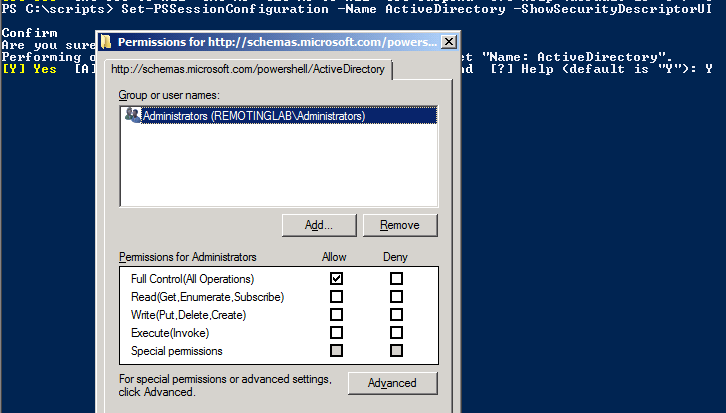 PS C:\scripts> Set-PSSessionConfiguration -Name ActiveDirectory -ShowSecurityDescriptorUI
Confirm
Are you sure
Performing o
et "Name: ActiveDirectory".
[Y] Yes [A]
nd [?] Help (default is "Y"): Y
Permissions for http://schemas.microsoft.com/powers...
http://schemas.microsoft.com/powershell/ActiveDirectory
Group or user names:
Administrators (REMOTINGLAB\Administrators)
Add...
Remove
Permissions for Administrators
Allow
Deny
Full Control(All Operations)
Read(Get,Enumerate,Subscribe)
Write(Put,Delete,Create)
Execute(Invoke)
Special permissions
For special permissions or advanced settings,
click Advanced.
Advanced